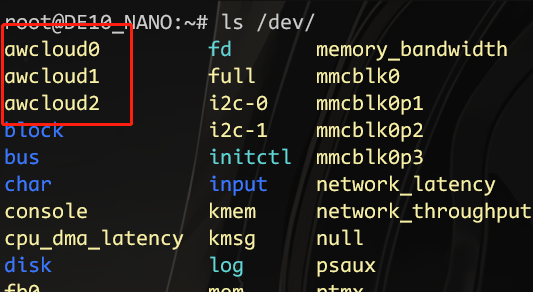 root@DE10_NANO:~# ls /dev/
awcloud0 fd memory_bandwidth
awcloud1 full mmcblk0
awcloud2 i2c-0 mmcblk0p1
block i2c-1 mmcblk0p2
bus initctl mmcblk0p3
char input network_latency
console kmem network_throughput
cpu_dma_latency kmsg null
disk log psaux
fb0 mem ptmx